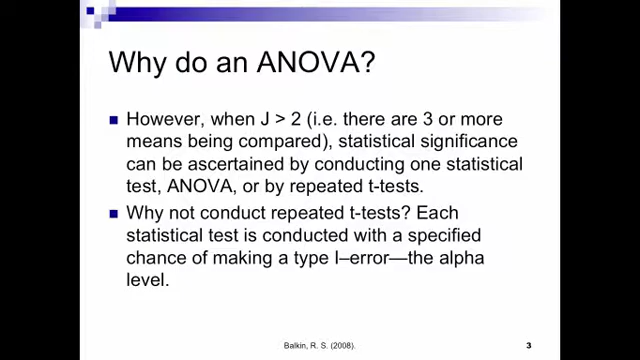 Why do an ANOVA?
However, when J > 2 (i.e. there are 3 or more
means being compared), statistical significance
can be ascertained by conducting one statistical
test, ANOVA, or by repeated t-tests.
Why not conduct repeated t-tests? Each
statistical test is conducted with a specified
chance of making a type I–error—the alpha
level.
Balkin, R. S. (2008).
3